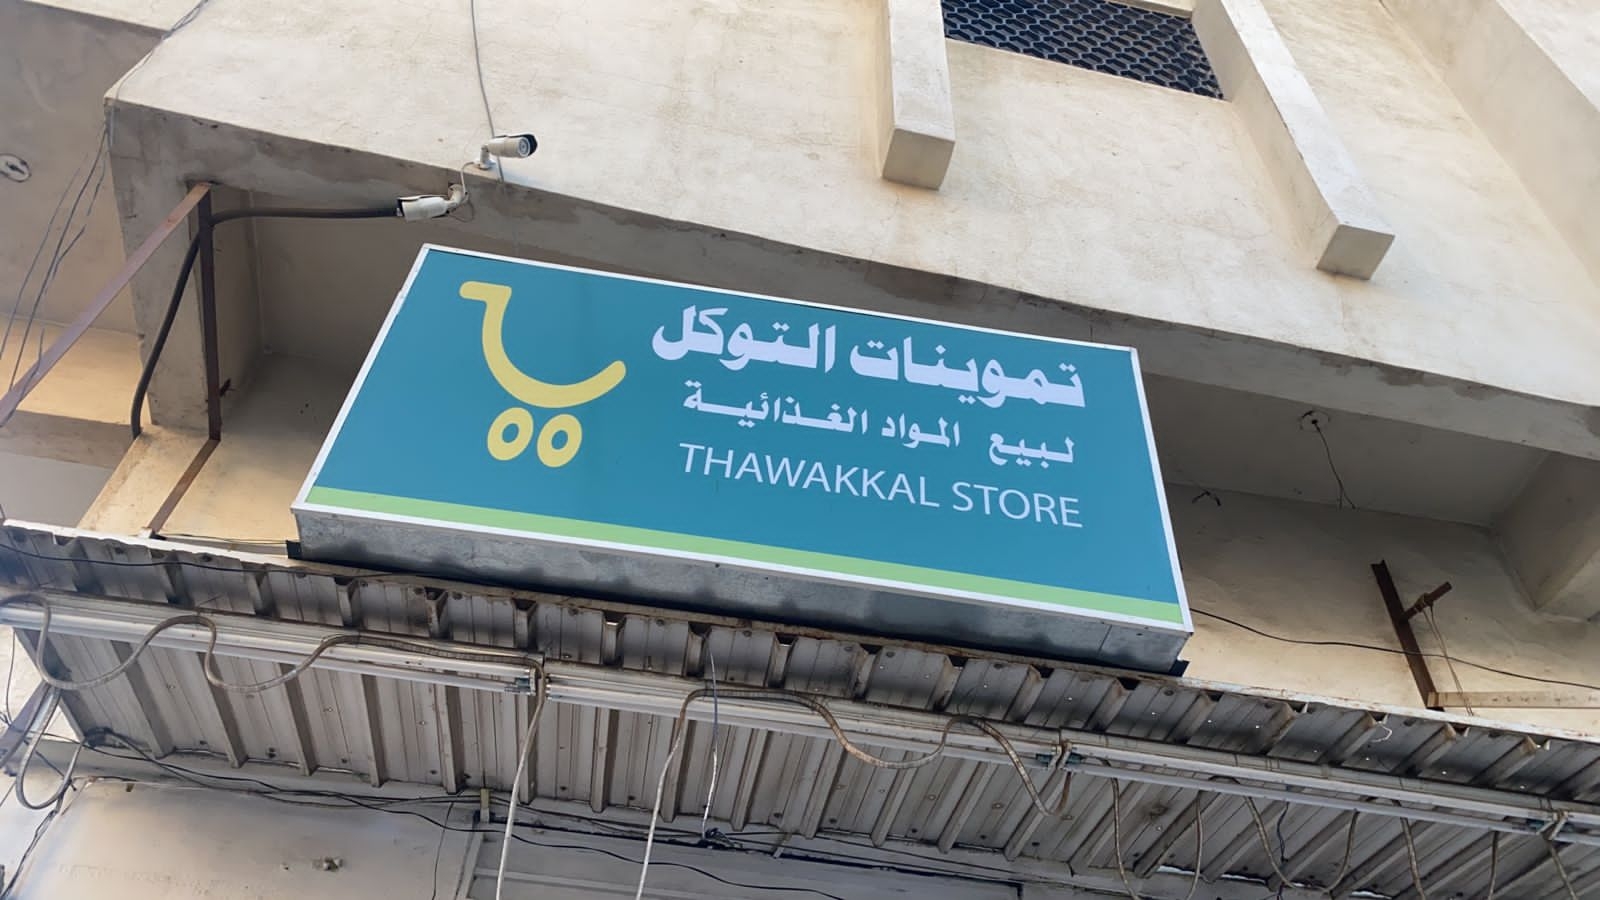 تموينات التوكل
لبيع المواد الغذائية
THAWAKKAL STORE